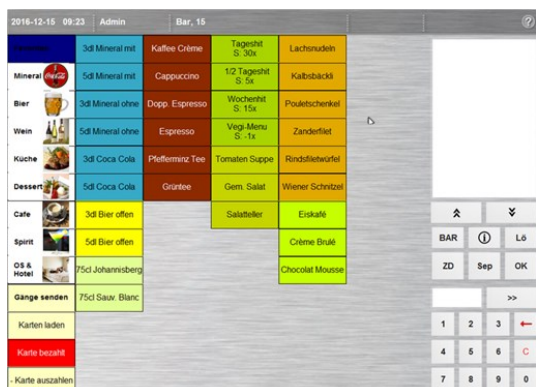 2016-12-15 09:23 Admin Bar, 15 ?
3dl Mineral mit Kaffee Crème Tageshit Lachsnudeln
S: 30x
Mineral Coca-Cola 5dl Mineral mit Cappuccino 1/2 Tageshit Kalbsbäckli
S: 5x
Bier 3dl Mineral ohne Dopp. Espresso Wochenhit Pouletschenkel
S: 15x
Wein 5dl Mineral ohne Espresso Vegi-Menu Zanderfilet
S: -1x
Küche 3dl Coca Cola Pfefferminz Tee Tomaten Suppe Rindsfiletwürfel
Dessert 5dl Coca Cola Grüntee Gem. Salat Wiener Schnitzel
Cafe 3dl Bier offen Salatteller Eiskafé
Spirit 5dl Bier offen Crème Brulé
OS &
Hotel 75cl Johannisberg Chocolat Mousse
Gänge senden 75cl Sauv. Blanc
Karten laden
Karte bezahlt
- Karte auszahlen
BAR i Lö
ZD Sep OK
>>
1 2 3 ←
4 5 6 C
7 8 9 0